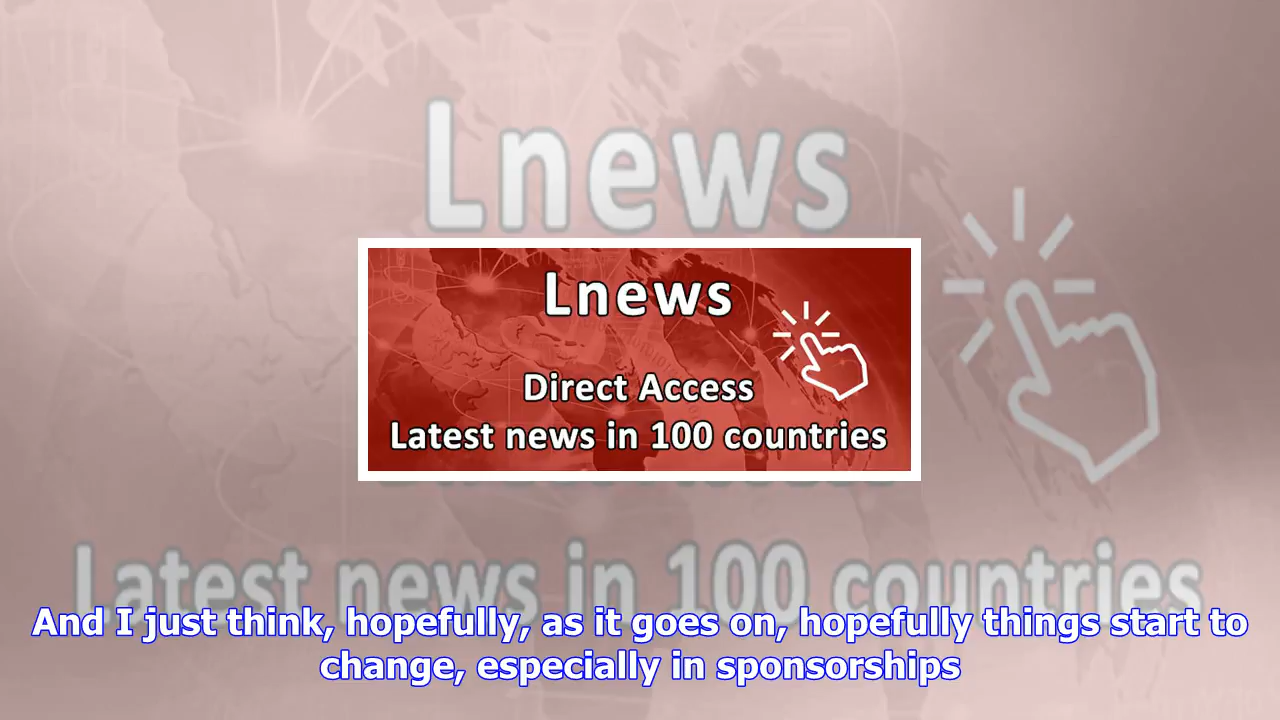 Lnews
Lnews
Direct Access
Latest news in 100 countries
Latest news in 100 countries
And I just think, hopefully, as it goes on, hopefully things start to
change, especially in sponsorships